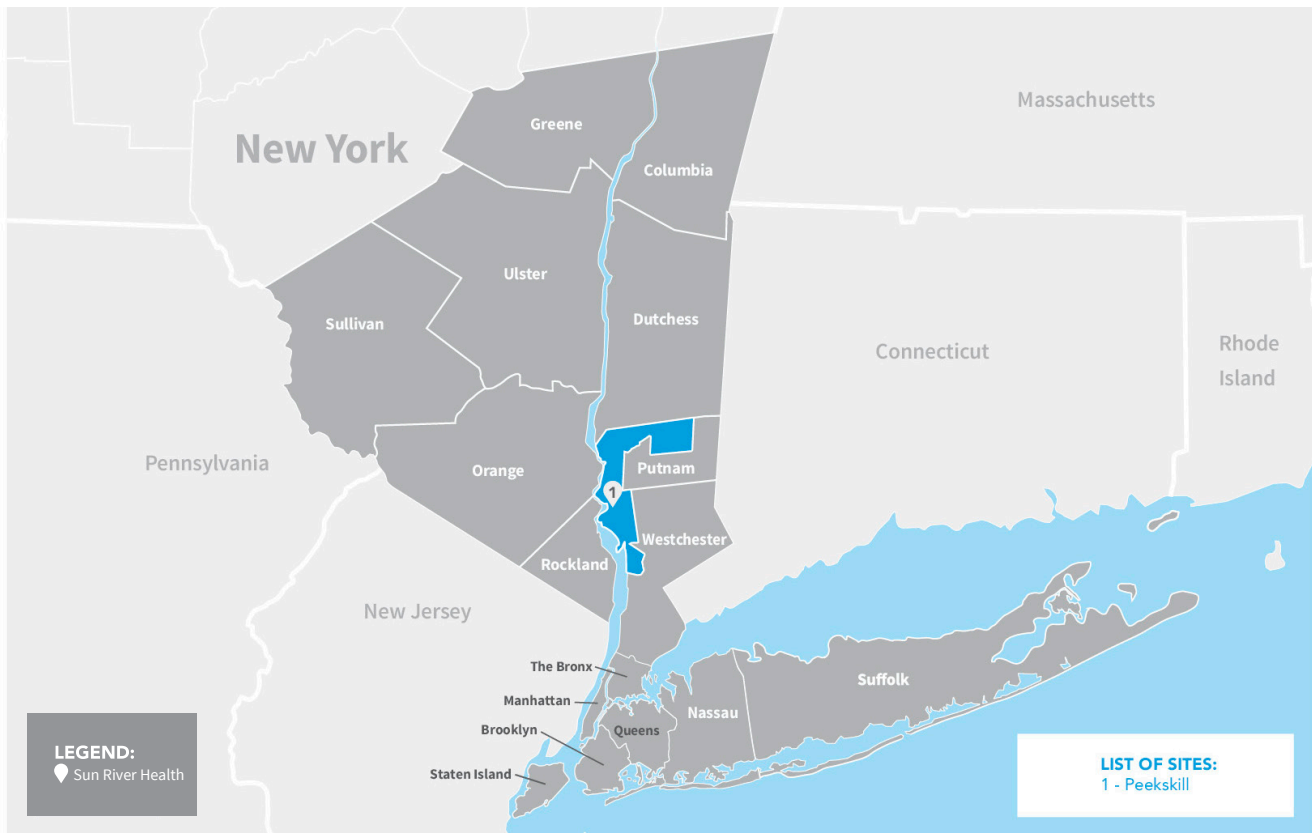 Massachusetts
Greene
New York
Columbia
Ulster
Sullivan
Dutchess
Connecticut
Rhode
Island
Pennsylvania
Orange
Putnam
1
Westchester
Rockland
New Jersey
The Bronx
Suffolk
Manhattan
Nassau
Brooklyn
Queens
Staten Island
LEGEND:
Sun River Health
LIST OF SITES:
1 - Peekskill